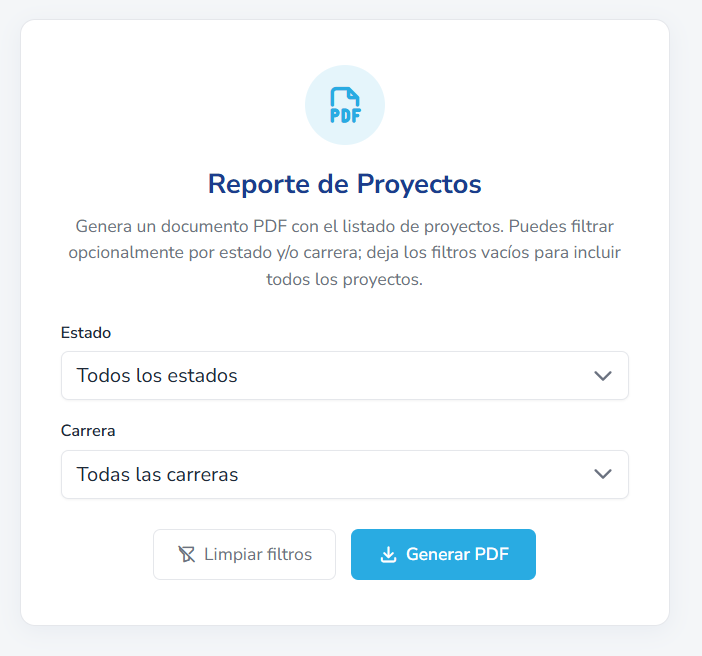 PDF
Reporte de Proyectos
Genera un documento PDF con el listado de proyectos. Puedes filtrar
opcionalmente por estado y/o carrera; deja los filtros vacíos para incluir
todos los proyectos.
Estado
Todos los estados
Carrera
Todas las carreras
Limpiar filtros
Generar PDF